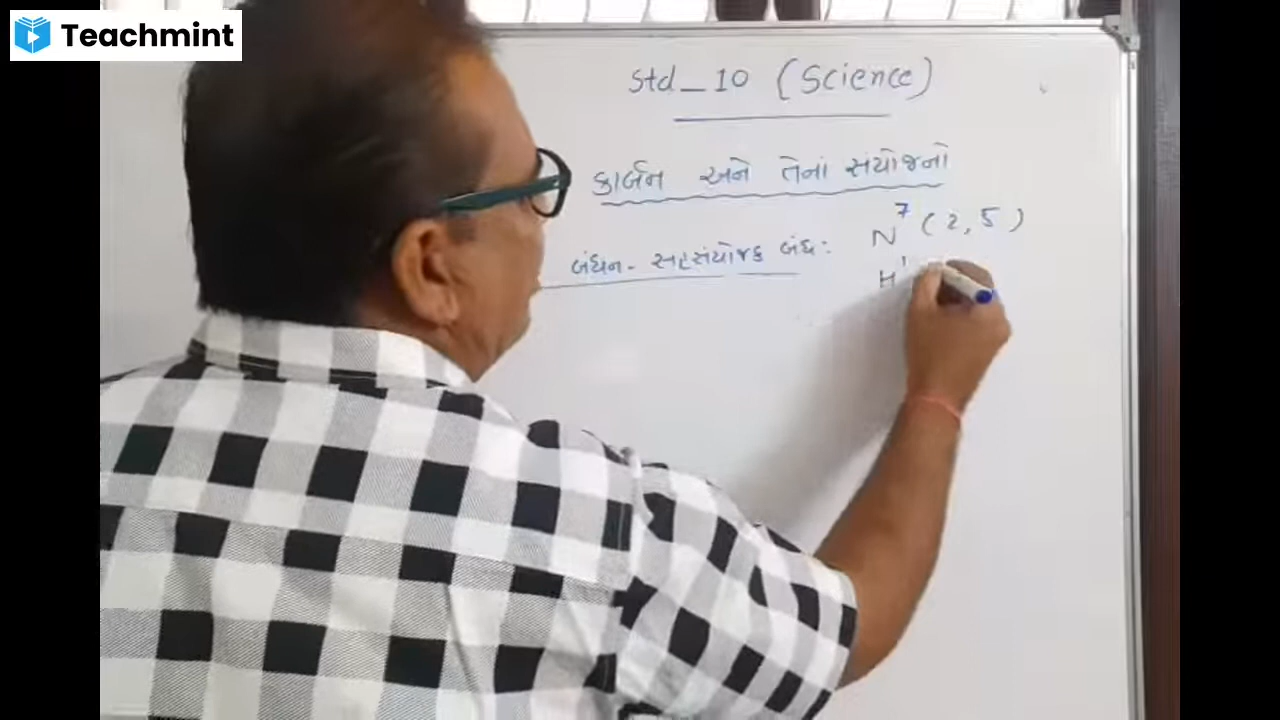 Teachmint
Std_10 (Science)
કાર્બન અને તેનાં સંયોજનો
બંધન - સહસંયોજક બંધ:
N⁷ (2, 5)
H¹